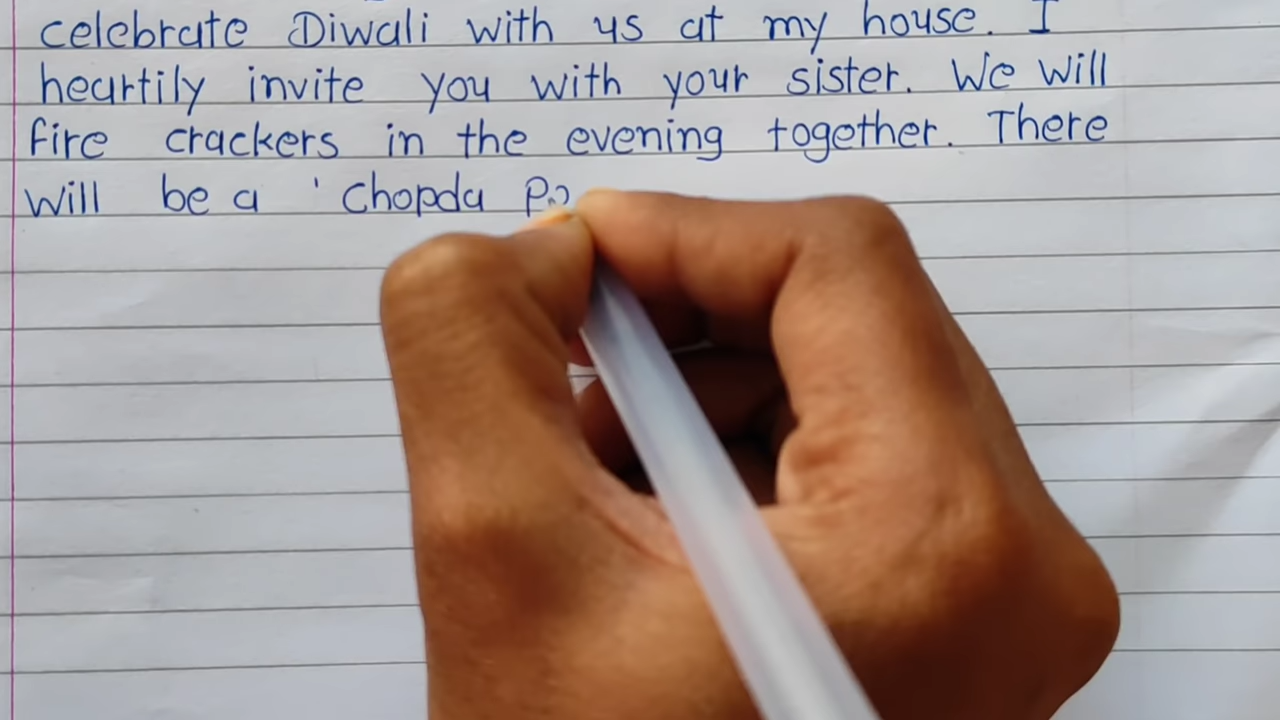 celebrate Diwali with us at my house. I
heartily invite you with your sister. We will
fire crackers in the evening together. There
will be a ' Chopda